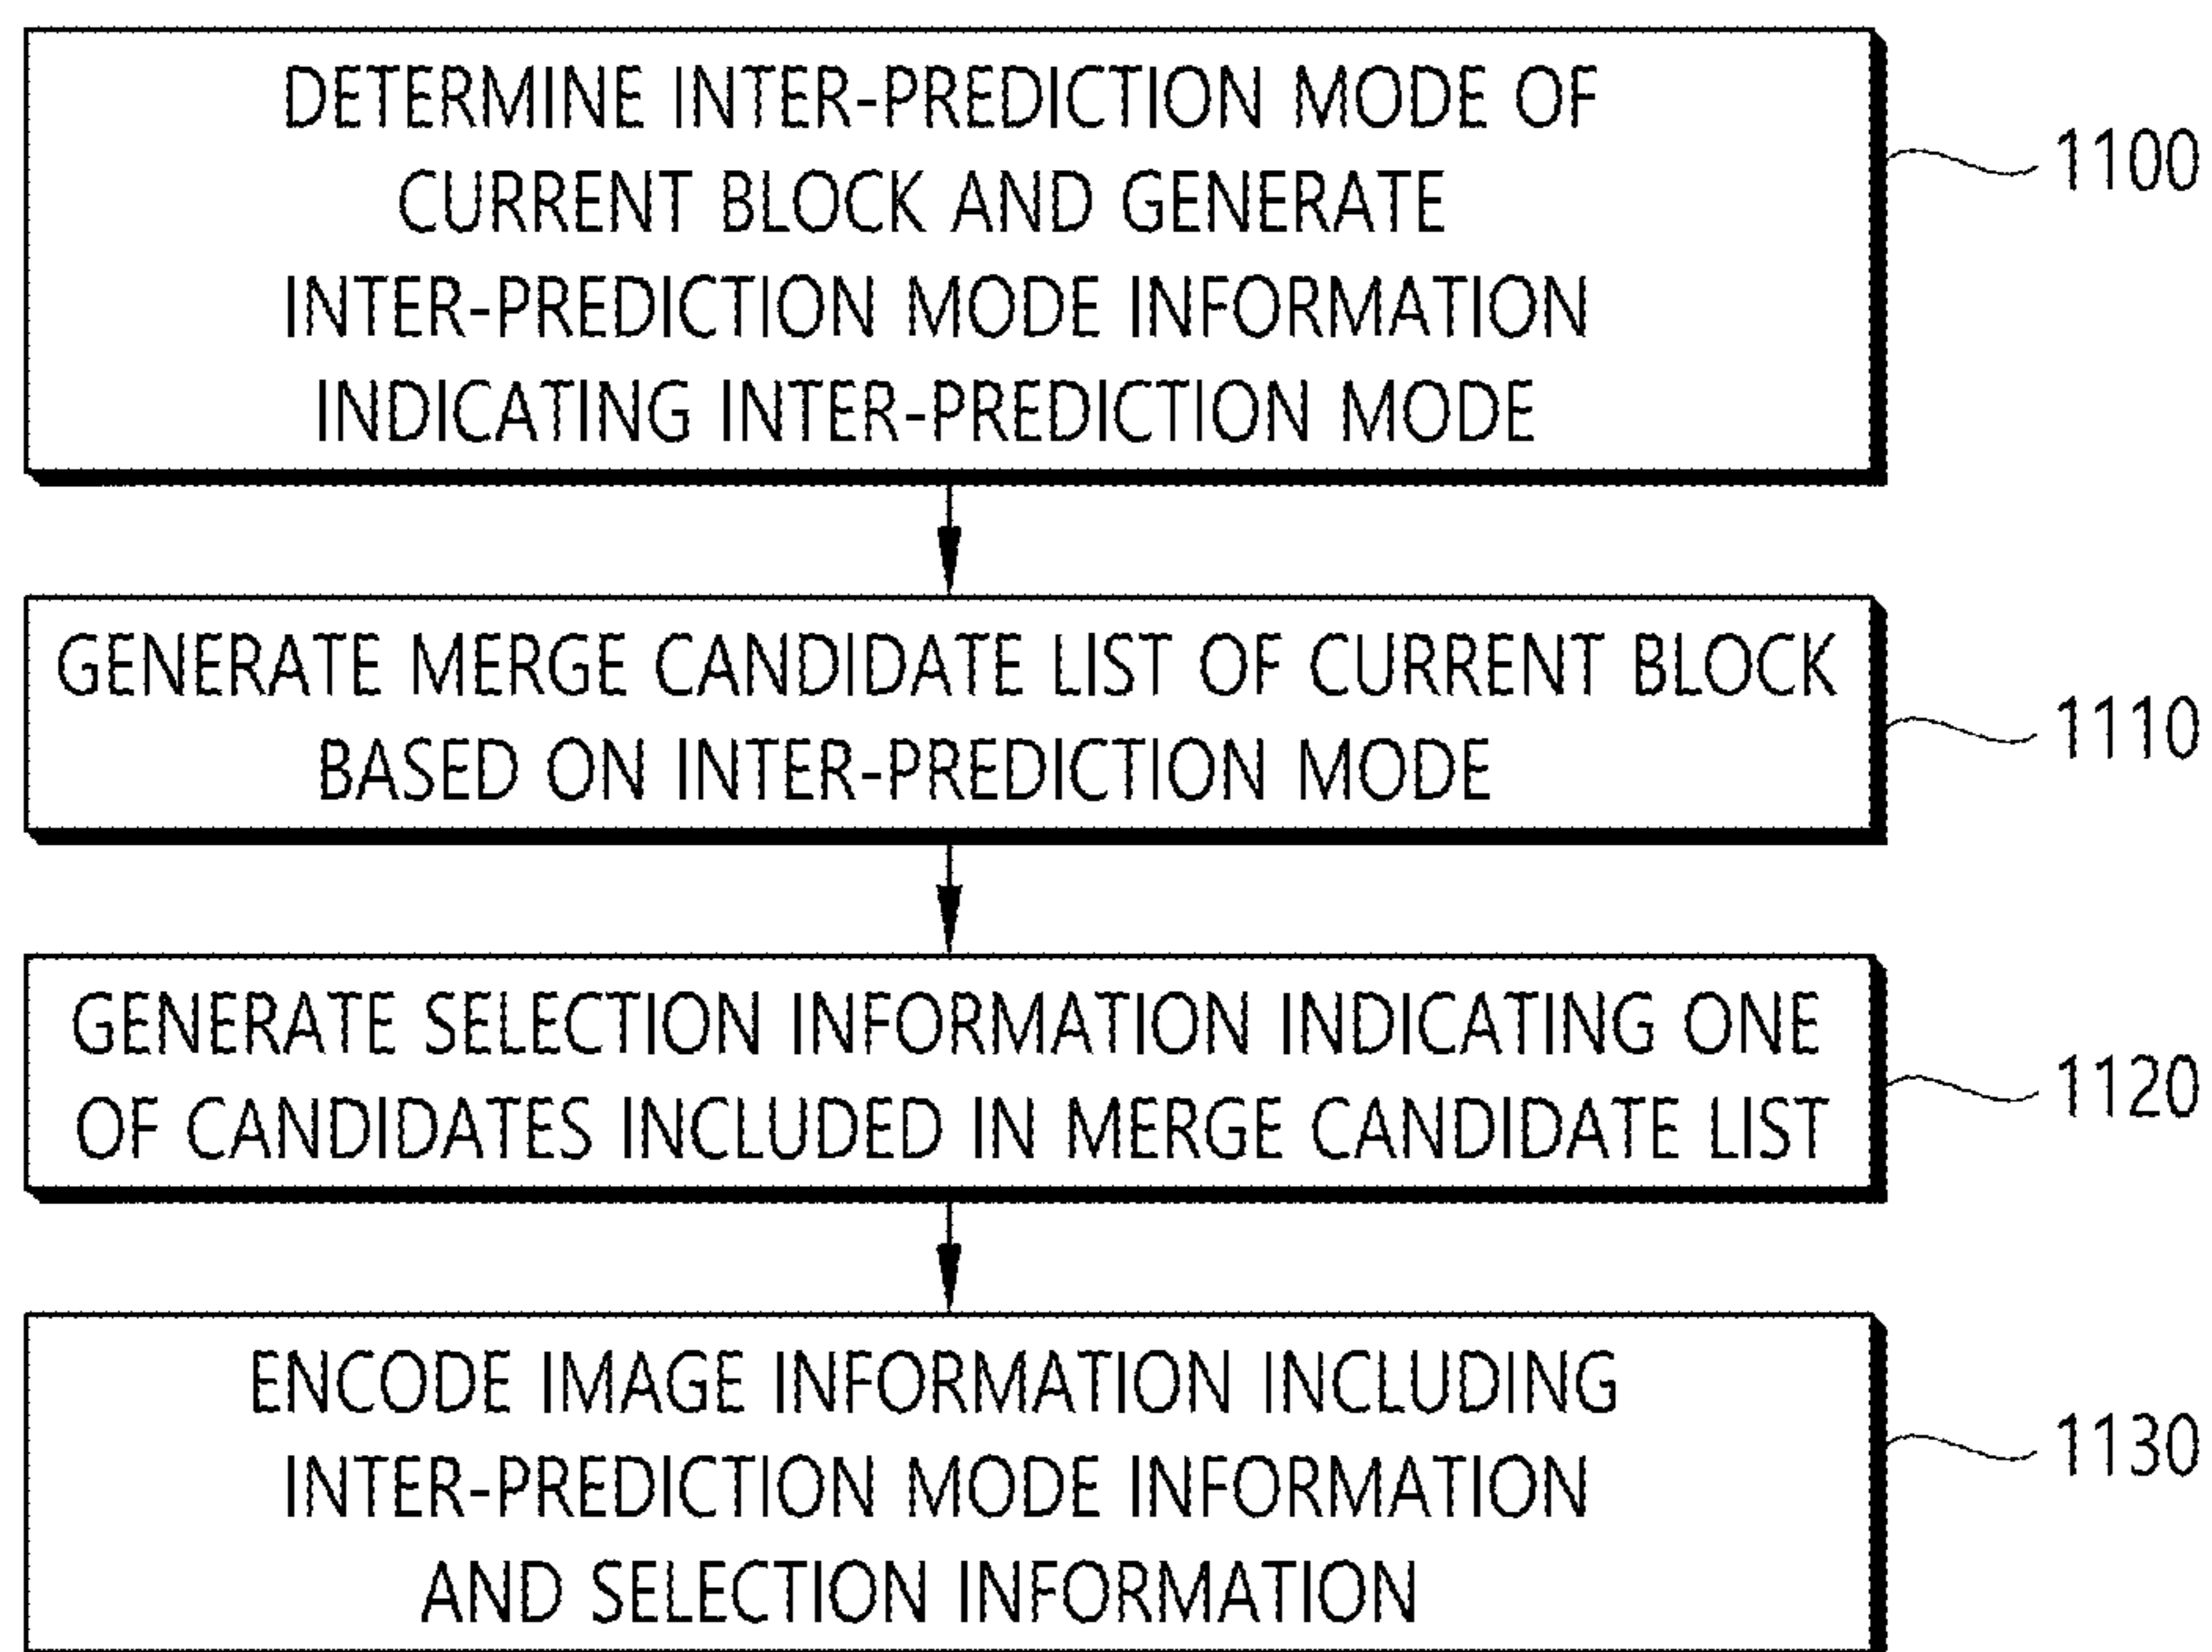 DETERMINE INTER-PREDICTION MODE OF
CURRENT BLOCK AND GENERATE
INTER-PREDICTION MODE INFORMATION
INDICATING INTER-PREDICTION MODE
1100
GENERATE MERGE CANDIDATE LIST OF CURRENT BLOCK
BASED ON INTER-PREDICTION MODE
1110
GENERATE SELECTION INFORMATION INDICATING ONE
OF CANDIDATES INCLUDED IN MERGE CANDIDATE LIST
1120
ENCODE IMAGE INFORMATION INCLUDING
INTER-PREDICTION MODE INFORMATION
AND SELECTION INFORMATION
1130